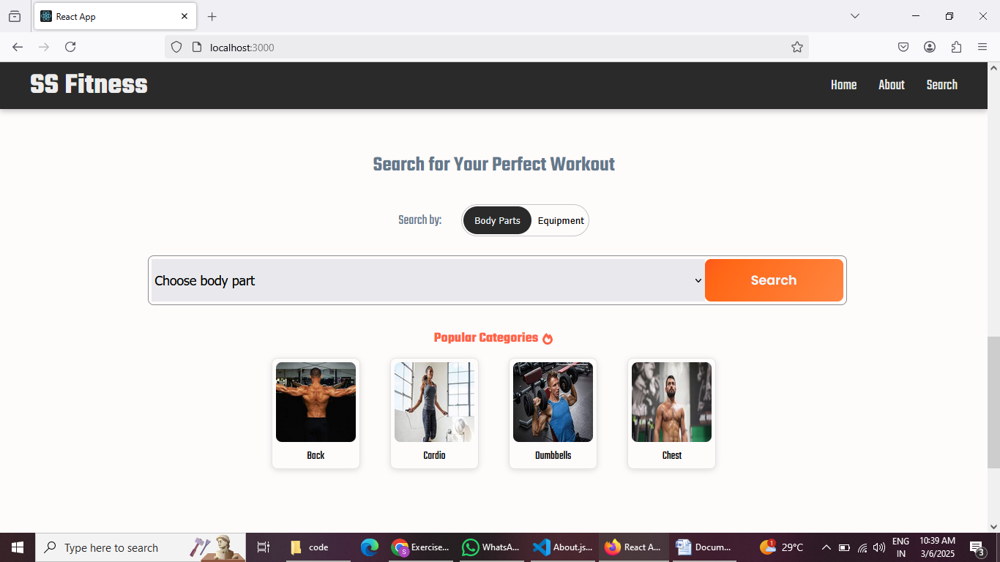 React App
localhost:3000
SS Fitness
Home About Search
Search for Your Perfect Workout
Search by: Body Parts Equipment
Choose body part Search
Popular Categories
Back Cardio Dumbbells Chest
Type here to search
code
S
Exercise...
WhatsA...
About.js...
React A...
Docum...
1
29°C
ENG
IN
10:39 AM
3/6/2025
3